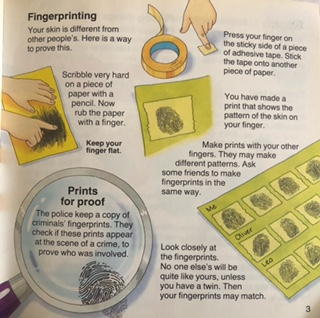 Fingerprinting
Your skin is different from
other people's. Here is a way
to prove this.
Press your finger on
the sticky side of a piece
of adhesive tape. Stick
the tape onto another
piece of paper.
Scribble very hard
on a piece of
paper with a
pencil. Now
rub the paper
with a finger.
Keep your
finger flat.
You have made a
print that shows the
pattern of the skin on
your finger.
Make prints with your other
fingers. They may make
different patterns. Ask
some friends to make
fingerprints in the
same way.
Me
Oliver
Leo
Prints
for proof
The police keep a copy of
criminals' fingerprints. They
check if these prints appear
at the scene of a crime, to
prove who was involved.
Look closely at
the fingerprints.
No one else's will be
quite like yours, unless
you have a twin. Then
your fingerprints may match.
3